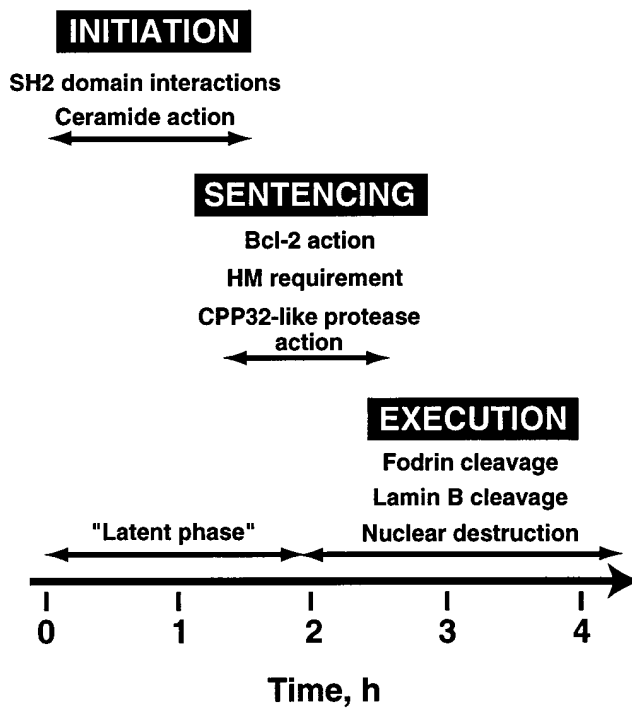 INITIATION
SH2 domain interactions
Ceramide action
SENTENCING
Bcl-2 action
HM requirement
CPP32-like protease
action
EXECUTION
Fodrin cleavage
Lamin B cleavage
"Latent phase" Nuclear destruction
0 1 2 3 4
Time, h